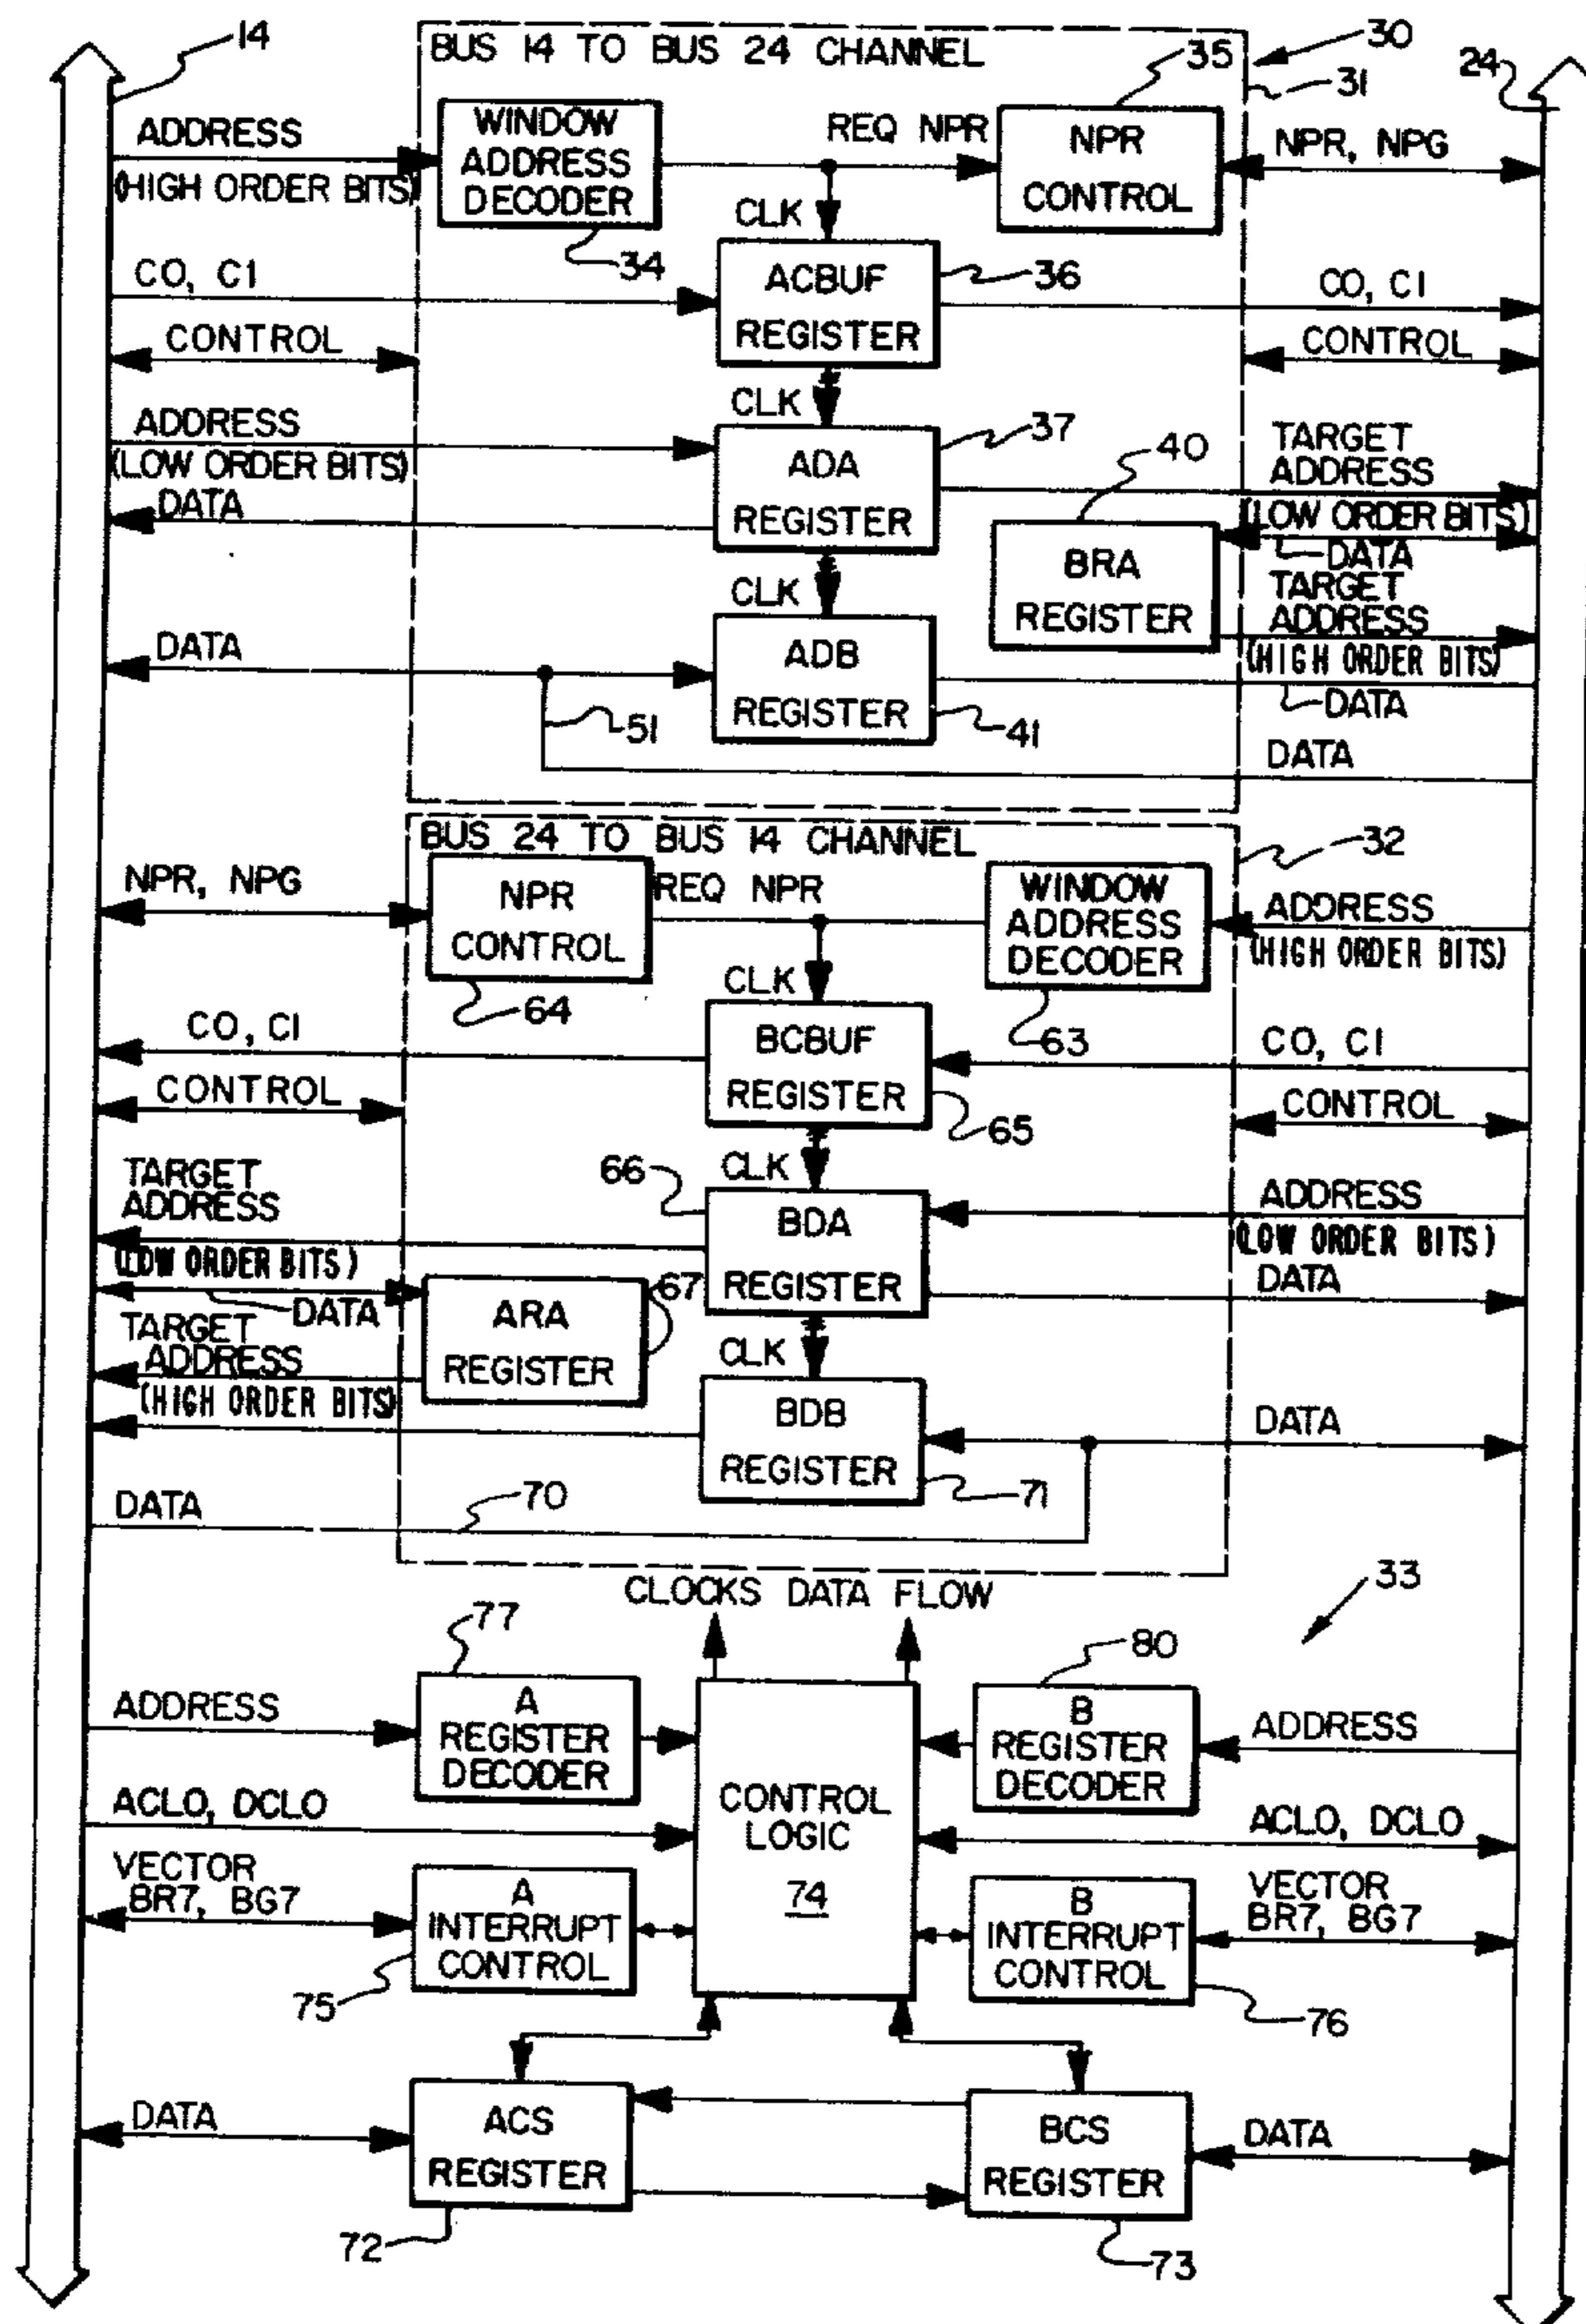 14
BUS 14 TO BUS 24 CHANNEL
30
35
31
24
ADDRESS
(HIGH ORDER BITS)
WINDOW
ADDRESS
DECODER
34
REQ NPR
NPR
CONTROL
NPR, NPG
CLK
CO, C1
ACBUF
REGISTER
36
CO, C1
CONTROL
CONTROL
CLK
ADDRESS
(LOW ORDER BITS)
DATA
ADA
REGISTER
37
40
TARGET
ADDRESS
(LOW ORDER BITS)
DATA
BRA
REGISTER
TARGET
ADDRESS
(HIGH ORDER BITS)
CLK
DATA
ADB
REGISTER
41
51
DATA
DATA
BUS 24 TO BUS 14 CHANNEL
32
NPR, NPG
NPR
CONTROL
64
REQ NPR
WINDOW
ADDRESS
DECODER
63
ADDRESS
(HIGH ORDER BITS)
CLK
CO, C1
BCBUF
REGISTER
65
CO, C1
CONTROL
CONTROL
CLK
66
TARGET
ADDRESS
(LOW ORDER BITS)
DATA
BDA
REGISTER
ADDRESS
(LOW ORDER BITS)
DATA
67
ARA
REGISTER
TARGET
ADDRESS
(HIGH ORDER BITS)
CLK
BDB
REGISTER
71
DATA
DATA
70
CLOCKS DATA FLOW
33
77
80
ADDRESS
A
REGISTER
DECODER
B
REGISTER
DECODER
ADDRESS
ACLO, DCLO
CONTROL
LOGIC
74
ACLO, DCLO
VECTOR
BR7, BG7
A
INTERRUPT
CONTROL
75
B
INTERRUPT
CONTROL
76
VECTOR
BR7, BG7
DATA
ACS
REGISTER
72
BCS
REGISTER
73
DATA